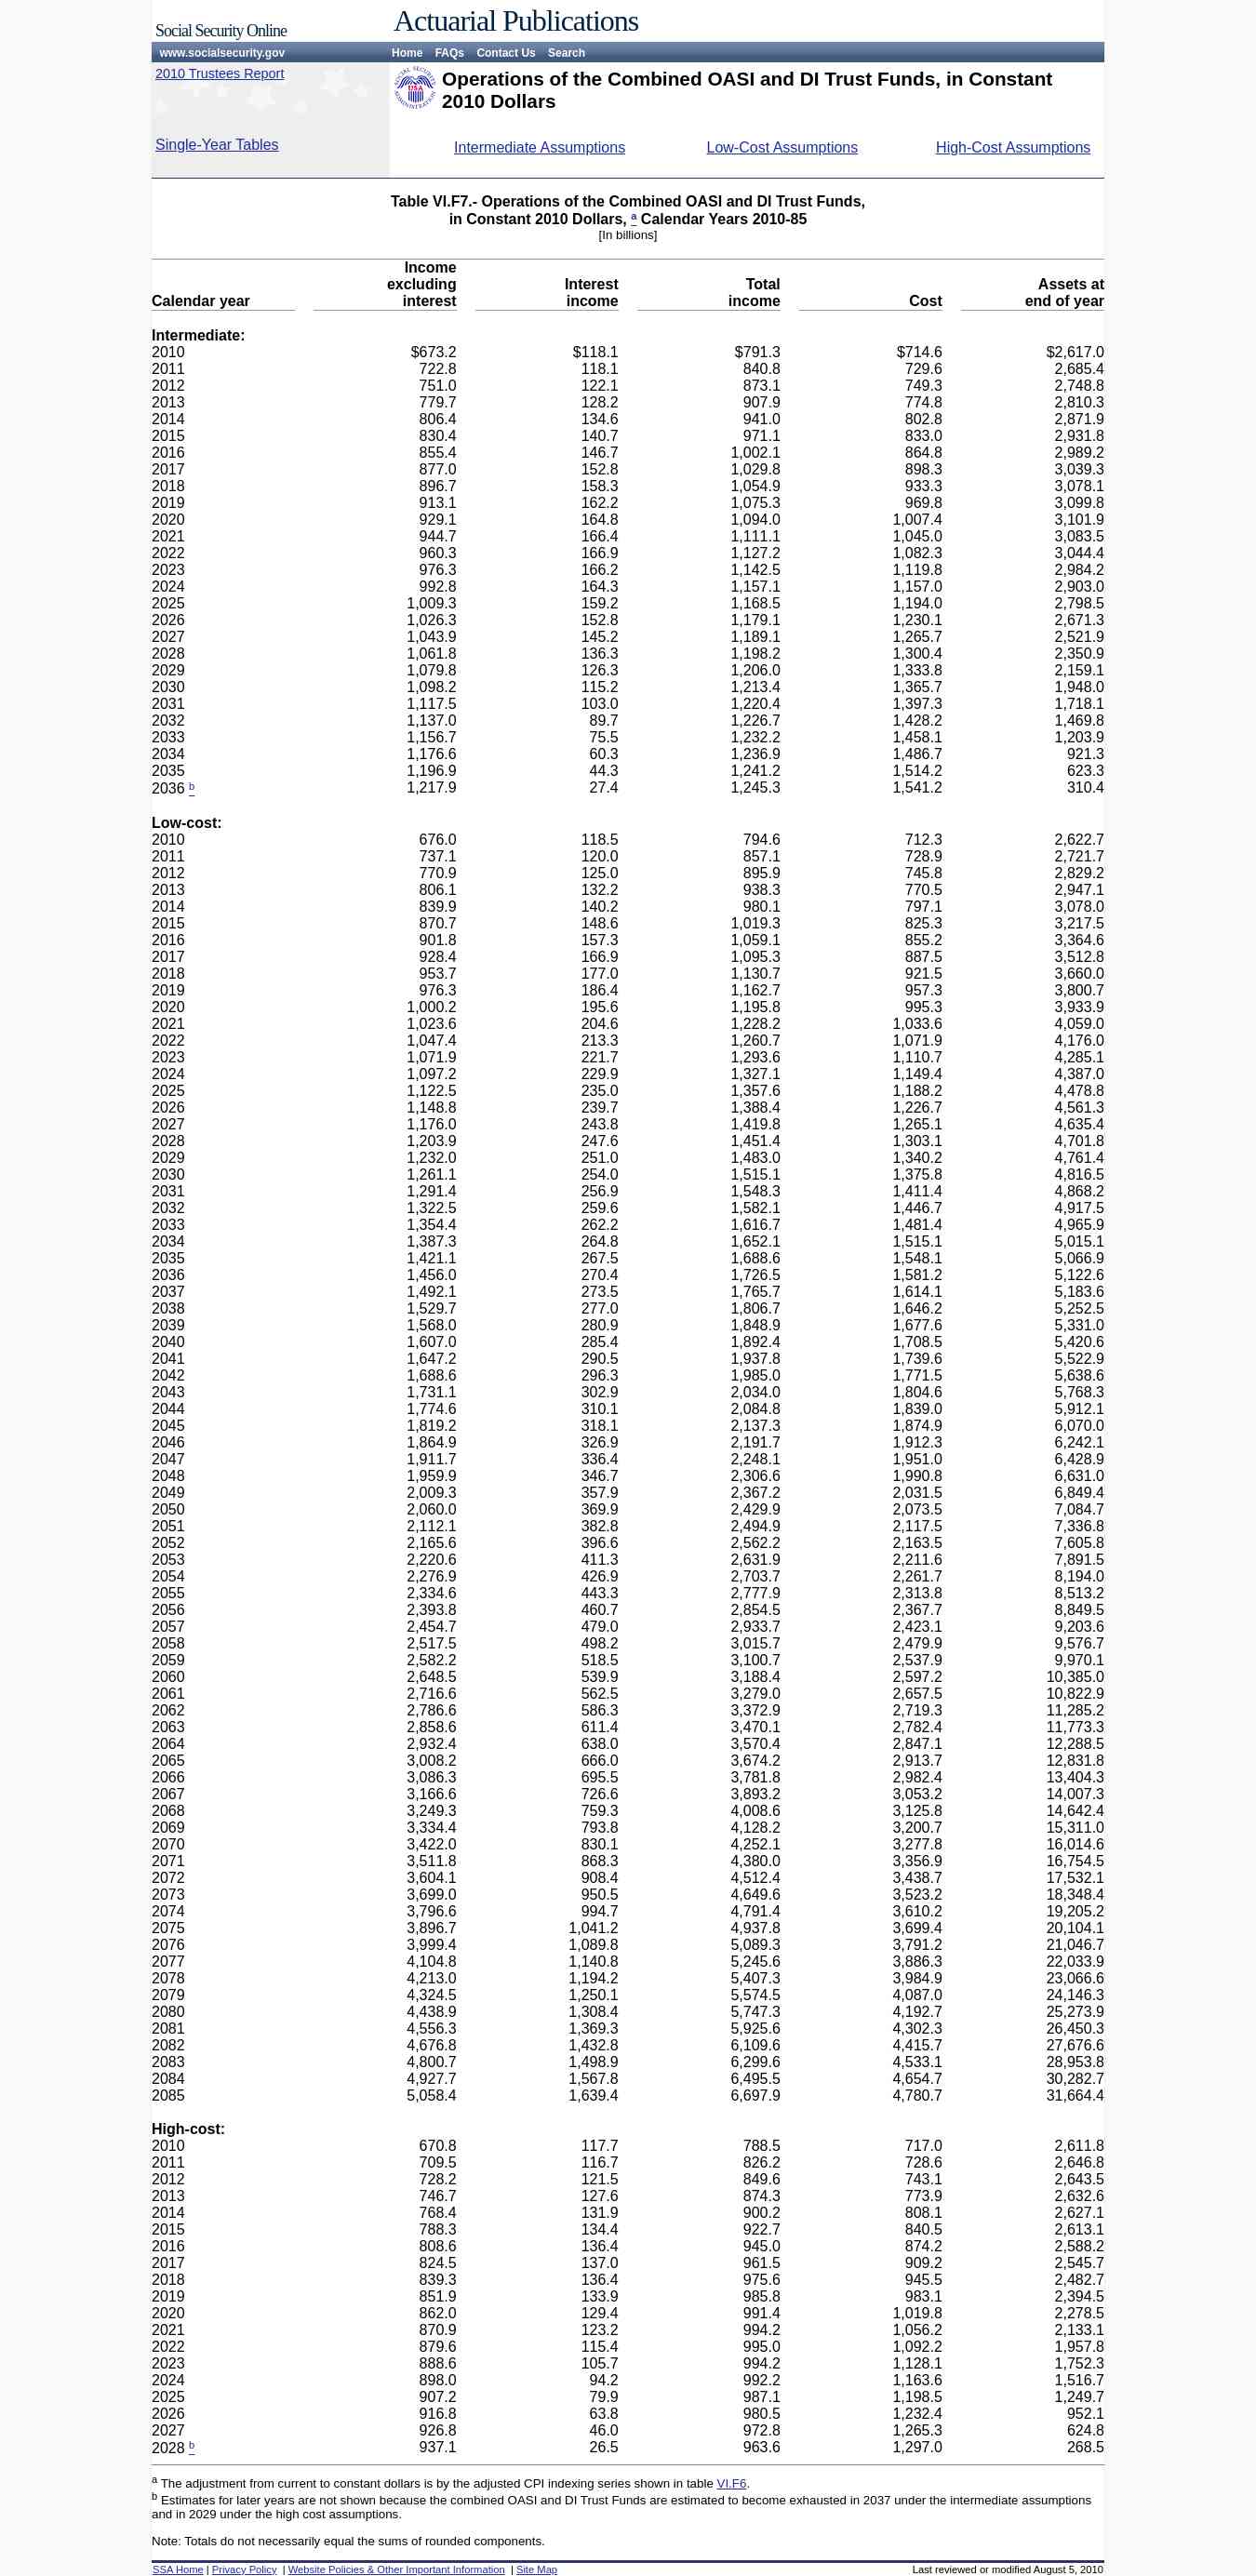 Social Security Online
Actuarial Publications
www.socialsecurity.gov Home FAQs Contact Us Search
2010 Trustees Report
SOCIAL SECURITY ADMINISTRATION USA
Operations of the Combined OASI and DI Trust Funds, in Constant
2010 Dollars
Single-Year Tables
Intermediate Assumptions Low-Cost Assumptions High-Cost Assumptions
Table VI.F7.- Operations of the Combined OASI and DI Trust Funds,
in Constant 2010 Dollars, a Calendar Years 2010-85
[In billions]
Income
excluding Interest Total Assets at
Calendar year interest income income Cost end of year
Intermediate:
2010 $673.2 $118.1 $791.3 $714.6 $2,617.0
2011 722.8 118.1 840.8 729.6 2,685.4
2012 751.0 122.1 873.1 749.3 2,748.8
2013 779.7 128.2 907.9 774.8 2,810.3
2014 806.4 134.6 941.0 802.8 2,871.9
2015 830.4 140.7 971.1 833.0 2,931.8
2016 855.4 146.7 1,002.1 864.8 2,989.2
2017 877.0 152.8 1,029.8 898.3 3,039.3
2018 896.7 158.3 1,054.9 933.3 3,078.1
2019 913.1 162.2 1,075.3 969.8 3,099.8
2020 929.1 164.8 1,094.0 1,007.4 3,101.9
2021 944.7 166.4 1,111.1 1,045.0 3,083.5
2022 960.3 166.9 1,127.2 1,082.3 3,044.4
2023 976.3 166.2 1,142.5 1,119.8 2,984.2
2024 992.8 164.3 1,157.1 1,157.0 2,903.0
2025 1,009.3 159.2 1,168.5 1,194.0 2,798.5
2026 1,026.3 152.8 1,179.1 1,230.1 2,671.3
2027 1,043.9 145.2 1,189.1 1,265.7 2,521.9
2028 1,061.8 136.3 1,198.2 1,300.4 2,350.9
2029 1,079.8 126.3 1,206.0 1,333.8 2,159.1
2030 1,098.2 115.2 1,213.4 1,365.7 1,948.0
2031 1,117.5 103.0 1,220.4 1,397.3 1,718.1
2032 1,137.0 89.7 1,226.7 1,428.2 1,469.8
2033 1,156.7 75.5 1,232.2 1,458.1 1,203.9
2034 1,176.6 60.3 1,236.9 1,486.7 921.3
2035 1,196.9 44.3 1,241.2 1,514.2 623.3
2036 b 1,217.9 27.4 1,245.3 1,541.2 310.4
Low-cost:
2010 676.0 118.5 794.6 712.3 2,622.7
2011 737.1 120.0 857.1 728.9 2,721.7
2012 770.9 125.0 895.9 745.8 2,829.2
2013 806.1 132.2 938.3 770.5 2,947.1
2014 839.9 140.2 980.1 797.1 3,078.0
2015 870.7 148.6 1,019.3 825.3 3,217.5
2016 901.8 157.3 1,059.1 855.2 3,364.6
2017 928.4 166.9 1,095.3 887.5 3,512.8
2018 953.7 177.0 1,130.7 921.5 3,660.0
2019 976.3 186.4 1,162.7 957.3 3,800.7
2020 1,000.2 195.6 1,195.8 995.3 3,933.9
2021 1,023.6 204.6 1,228.2 1,033.6 4,059.0
2022 1,047.4 213.3 1,260.7 1,071.9 4,176.0
2023 1,071.9 221.7 1,293.6 1,110.7 4,285.1
2024 1,097.2 229.9 1,327.1 1,149.4 4,387.0
2025 1,122.5 235.0 1,357.6 1,188.2 4,478.8
2026 1,148.8 239.7 1,388.4 1,226.7 4,561.3
2027 1,176.0 243.8 1,419.8 1,265.1 4,635.4
2028 1,203.9 247.6 1,451.4 1,303.1 4,701.8
2029 1,232.0 251.0 1,483.0 1,340.2 4,761.4
2030 1,261.1 254.0 1,515.1 1,375.8 4,816.5
2031 1,291.4 256.9 1,548.3 1,411.4 4,868.2
2032 1,322.5 259.6 1,582.1 1,446.7 4,917.5
2033 1,354.4 262.2 1,616.7 1,481.4 4,965.9
2034 1,387.3 264.8 1,652.1 1,515.1 5,015.1
2035 1,421.1 267.5 1,688.6 1,548.1 5,066.9
2036 1,456.0 270.4 1,726.5 1,581.2 5,122.6
2037 1,492.1 273.5 1,765.7 1,614.1 5,183.6
2038 1,529.7 277.0 1,806.7 1,646.2 5,252.5
2039 1,568.0 280.9 1,848.9 1,677.6 5,331.0
2040 1,607.0 285.4 1,892.4 1,708.5 5,420.6
2041 1,647.2 290.5 1,937.8 1,739.6 5,522.9
2042 1,688.6 296.3 1,985.0 1,771.5 5,638.6
2043 1,731.1 302.9 2,034.0 1,804.6 5,768.3
2044 1,774.6 310.1 2,084.8 1,839.0 5,912.1
2045 1,819.2 318.1 2,137.3 1,874.9 6,070.0
2046 1,864.9 326.9 2,191.7 1,912.3 6,242.1
2047 1,911.7 336.4 2,248.1 1,951.0 6,428.9
2048 1,959.9 346.7 2,306.6 1,990.8 6,631.0
2049 2,009.3 357.9 2,367.2 2,031.5 6,849.4
2050 2,060.0 369.9 2,429.9 2,073.5 7,084.7
2051 2,112.1 382.8 2,494.9 2,117.5 7,336.8
2052 2,165.6 396.6 2,562.2 2,163.5 7,605.8
2053 2,220.6 411.3 2,631.9 2,211.6 7,891.5
2054 2,276.9 426.9 2,703.7 2,261.7 8,194.0
2055 2,334.6 443.3 2,777.9 2,313.8 8,513.2
2056 2,393.8 460.7 2,854.5 2,367.7 8,849.5
2057 2,454.7 479.0 2,933.7 2,423.1 9,203.6
2058 2,517.5 498.2 3,015.7 2,479.9 9,576.7
2059 2,582.2 518.5 3,100.7 2,537.9 9,970.1
2060 2,648.5 539.9 3,188.4 2,597.2 10,385.0
2061 2,716.6 562.5 3,279.0 2,657.5 10,822.9
2062 2,786.6 586.3 3,372.9 2,719.3 11,285.2
2063 2,858.6 611.4 3,470.1 2,782.4 11,773.3
2064 2,932.4 638.0 3,570.4 2,847.1 12,288.5
2065 3,008.2 666.0 3,674.2 2,913.7 12,831.8
2066 3,086.3 695.5 3,781.8 2,982.4 13,404.3
2067 3,166.6 726.6 3,893.2 3,053.2 14,007.3
2068 3,249.3 759.3 4,008.6 3,125.8 14,642.4
2069 3,334.4 793.8 4,128.2 3,200.7 15,311.0
2070 3,422.0 830.1 4,252.1 3,277.8 16,014.6
2071 3,511.8 868.3 4,380.0 3,356.9 16,754.5
2072 3,604.1 908.4 4,512.4 3,438.7 17,532.1
2073 3,699.0 950.5 4,649.6 3,523.2 18,348.4
2074 3,796.6 994.7 4,791.4 3,610.2 19,205.2
2075 3,896.7 1,041.2 4,937.8 3,699.4 20,104.1
2076 3,999.4 1,089.8 5,089.3 3,791.2 21,046.7
2077 4,104.8 1,140.8 5,245.6 3,886.3 22,033.9
2078 4,213.0 1,194.2 5,407.3 3,984.9 23,066.6
2079 4,324.5 1,250.1 5,574.5 4,087.0 24,146.3
2080 4,438.9 1,308.4 5,747.3 4,192.7 25,273.9
2081 4,556.3 1,369.3 5,925.6 4,302.3 26,450.3
2082 4,676.8 1,432.8 6,109.6 4,415.7 27,676.6
2083 4,800.7 1,498.9 6,299.6 4,533.1 28,953.8
2084 4,927.7 1,567.8 6,495.5 4,654.7 30,282.7
2085 5,058.4 1,639.4 6,697.9 4,780.7 31,664.4
High-cost:
2010 670.8 117.7 788.5 717.0 2,611.8
2011 709.5 116.7 826.2 728.6 2,646.8
2012 728.2 121.5 849.6 743.1 2,643.5
2013 746.7 127.6 874.3 773.9 2,632.6
2014 768.4 131.9 900.2 808.1 2,627.1
2015 788.3 134.4 922.7 840.5 2,613.1
2016 808.6 136.4 945.0 874.2 2,588.2
2017 824.5 137.0 961.5 909.2 2,545.7
2018 839.3 136.4 975.6 945.5 2,482.7
2019 851.9 133.9 985.8 983.1 2,394.5
2020 862.0 129.4 991.4 1,019.8 2,278.5
2021 870.9 123.2 994.2 1,056.2 2,133.1
2022 879.6 115.4 995.0 1,092.2 1,957.8
2023 888.6 105.7 994.2 1,128.1 1,752.3
2024 898.0 94.2 992.2 1,163.6 1,516.7
2025 907.2 79.9 987.1 1,198.5 1,249.7
2026 916.8 63.8 980.5 1,232.4 952.1
2027 926.8 46.0 972.8 1,265.3 624.8
2028 b 937.1 26.5 963.6 1,297.0 268.5
a The adjustment from current to constant dollars is by the adjusted CPI indexing series shown in table VI.F6.
b Estimates for later years are not shown because the combined OASI and DI Trust Funds are estimated to become exhausted in 2037 under the intermediate assumptions
and in 2029 under the high cost assumptions.
Note: Totals do not necessarily equal the sums of rounded components.
SSA Home | Privacy Policy | Website Policies & Other Important Information | Site Map Last reviewed or modified August 5, 2010